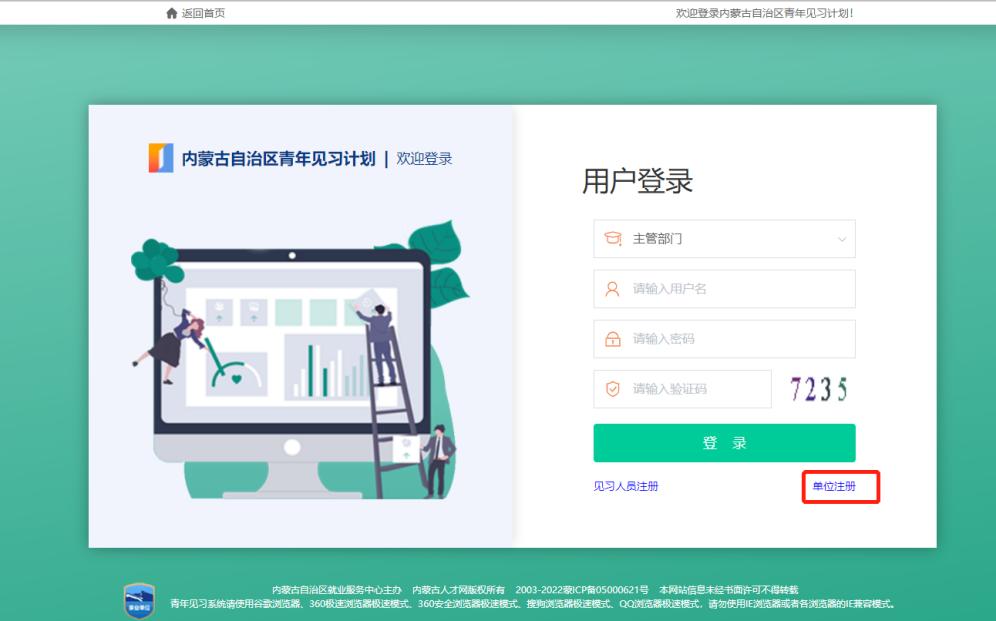 返回首页
欢迎登录内蒙古自治区青年见习计划!
内蒙古自治区青年见习计划 | 欢迎登录
用户登录
主管部门
请输入用户名
请输入密码
请输入验证码
7235
登 录
见习人员注册
单位注册
内蒙古自治区就业服务中心主办 内蒙古人才网版权所有 2003-2022蒙ICP备05000621号 本网站信息未经书面许可不得转载
青年见习系统请使用谷歌浏览器、360极速浏览器极速模式、360安全浏览器极速模式、搜狗浏览器极速模式、QQ浏览器极速模式，请勿使用IE浏览器或者各浏览器的IE兼容模式。
事业单位